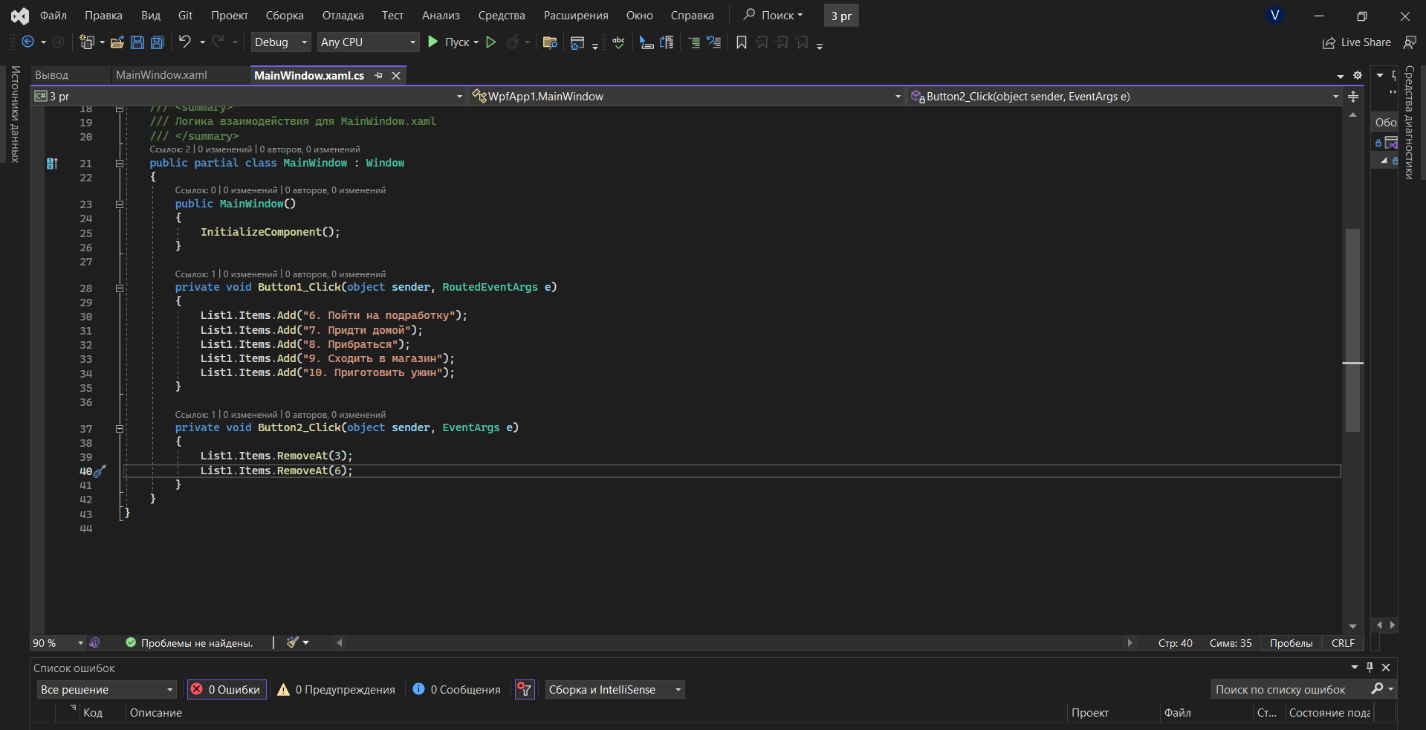 Файл Правка Вид Git Проект Сборка Отладка Тест Анализ Средства Расширения Окно Справка Поиск 3 pr V
Debug Any CPU Пуск abc Live Share
Источники данных
Вывод MainWindow.xaml MainWindow.xaml.cs
3 pr WpfApp1.MainWindow Button2_Click(object sender, EventArgs e)
18 /// <summary>
19 /// Логика взаимодействия для MainWindow.xaml
20 /// </summary>
Ссылок: 2 | 0 изменений | 0 авторов, 0 изменений
21 public partial class MainWindow : Window
22 {
Ссылок: 0 | 0 изменений | 0 авторов, 0 изменений
23 public MainWindow()
24 {
25 InitializeComponent();
26 }
27
Ссылок: 1 | 0 изменений | 0 авторов, 0 изменений
28 private void Button1_Click(object sender, RoutedEventArgs e)
29 {
30 List1.Items.Add("6. Пойти на подработку");
31 List1.Items.Add("7. Придти домой");
32 List1.Items.Add("8. Прибраться");
33 List1.Items.Add("9. Сходить в магазин");
34 List1.Items.Add("10. Приготовить ужин");
35 }
36
Ссылок: 1 | 0 изменений | 0 авторов, 0 изменений
37 private void Button2_Click(object sender, EventArgs e)
38 {
39 List1.Items.RemoveAt(3);
40 List1.Items.RemoveAt(6);
41 }
42 }
43 }
44
Обо
Средства диагностики
90 % Проблемы не найдены. Стр: 40 Симв: 35 Пробелы CRLF
Список ошибок
Все решение 0 Ошибки 0 Предупреждения 0 Сообщения Сборка и IntelliSense Поиск по списку ошибок
Код Описание Проект Файл Ст... Состояние пода